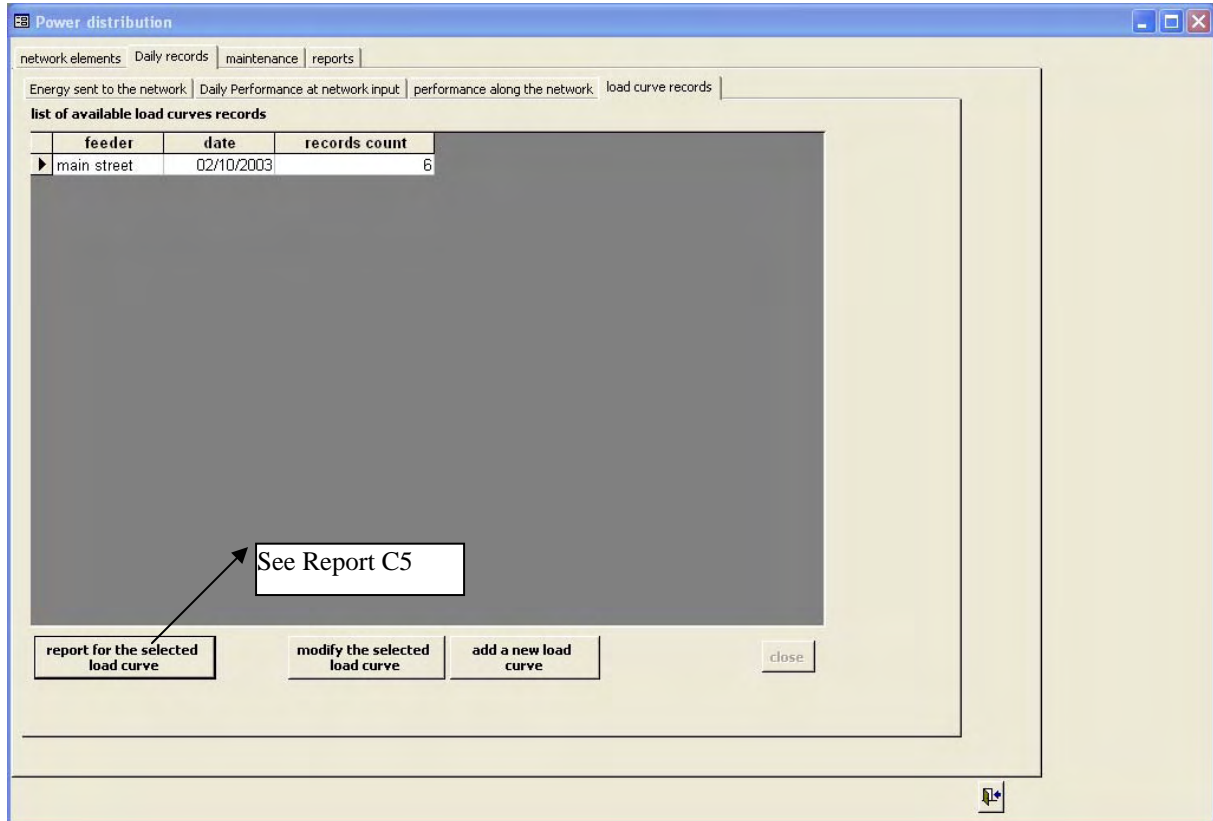 Power distribution
network elements Daily records maintenance reports
Energy sent to the network Daily Performance at network input performance along the network load curve records
list of available load curves records
feeder date records count
main street 02/10/2003 6
See Report C5
report for the selected load curve
modify the selected load curve
add a new load curve
close